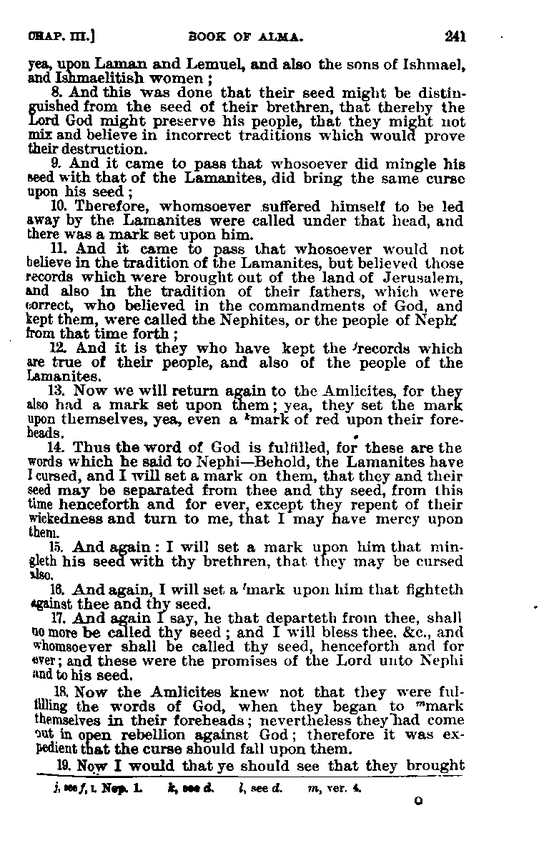 CHAP. III.] BOOK OF ALMA. 241
yea, upon Laman and Lemuel, and also the sons of Ishmael,
and Ishmaelitish women ;
8. And this was done that their seed might be distin-
guished from the seed of their brethren, that thereby the
Lord God might preserve his people, that they might not
mix and believe in incorrect traditions which would prove
their destruction.
9. And it came to pass that whosoever did mingle his
seed with that of the Lamanites, did bring the same curse
upon his seed ;
10. Therefore, whomsoever suffered himself to be led
away by the Lamanites were called under that head, and
there was a mark set upon him.
11. And it came to pass that whosoever would not
believe in the tradition of the Lamanites, but believed those
records which were brought out of the land of Jerusalem,
and also in the tradition of their fathers, which were
correct, who believed in the commandments of God, and
kept them, were called the Nephites, or the people of Nephi
from that time forth ;
12. And it is they who have kept the jrecords which
are true of their people, and also of the people of the
Lamanites.
13. Now we will return again to the Amlicites, for they
also had a mark set upon them ; yea, they set the mark
upon themselves, yea, even a kmark of red upon their fore-
heads.
14. Thus the word of God is fulfilled, for these are the
words which he said to Nephi—Behold, the Lamanites have
I cursed, and I will set a mark on them, that they and their
seed may be separated from thee and thy seed, from this
time henceforth and for ever, except they repent of their
wickedness and turn to me, that I may have mercy upon
them.
15. And again : I will set a mark upon him that min-
gleth his seed with thy brethren, that they may be cursed
also.
16. And again, I will set a lmark upon him that fighteth
against thee and thy seed.
17. And again I say, he that departeth from thee, shall
no more be called thy seed ; and I will bless thee, &c., and
whomsoever shall be called thy seed, henceforth and for
ever ; and these were the promises of the Lord unto Nephi
and to his seed.
18. Now the Amlicites knew not that they were ful-
filling the words of God, when they began to mmark
themselves in their foreheads ; nevertheless they had come
out in open rebellion against God ; therefore it was ex-
pedient that the curse should fall upon them.
19. Now I would that ye should see that they brought
j, see f, I. Nep. 1. k, see d. l, see d. m, ver. 4.
O